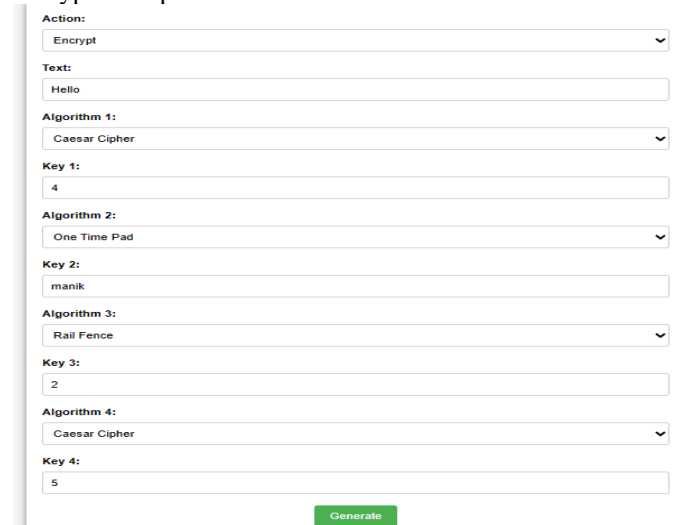 Action:
Encrypt
Text:
Hello
Algorithm 1:
Caesar Cipher
Key 1:
4
Algorithm 2:
One Time Pad
Key 2:
manik
Algorithm 3:
Rail Fence
Key 3:
2
Algorithm 4:
Caesar Cipher
Key 4:
5
Generate